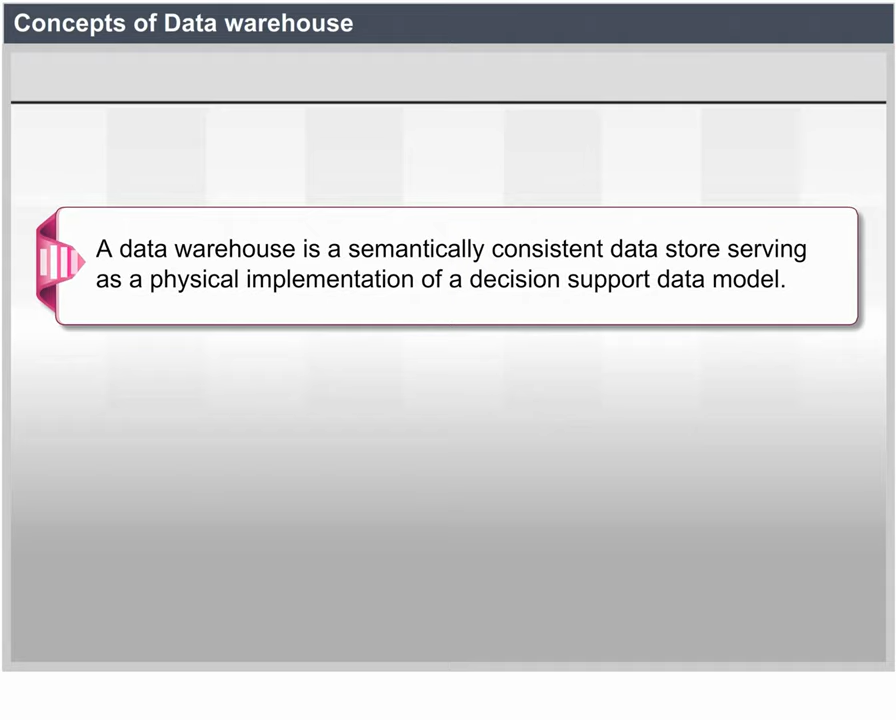 Concepts of Data warehouse
A data warehouse is a semantically consistent data store serving
as a physical implementation of a decision support data model.